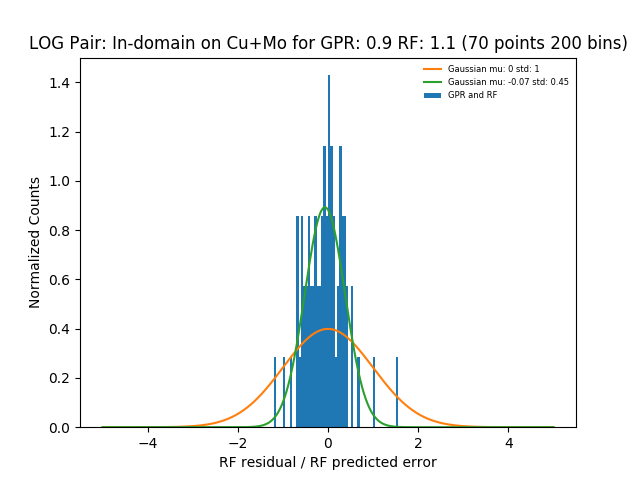 LOG Pair: In-domain on Cu+Mo for GPR: 0.9 RF: 1.1 (70 points 200 bins)
Gaussian mu: 0 std: 1
Gaussian mu: -0.07 std: 0.45
GPR and RF
Normalized Counts
1.4
1.2
1.0
0.8
0.6
0.4
0.2
0.0
−4 −2 0 2 4
RF residual / RF predicted error